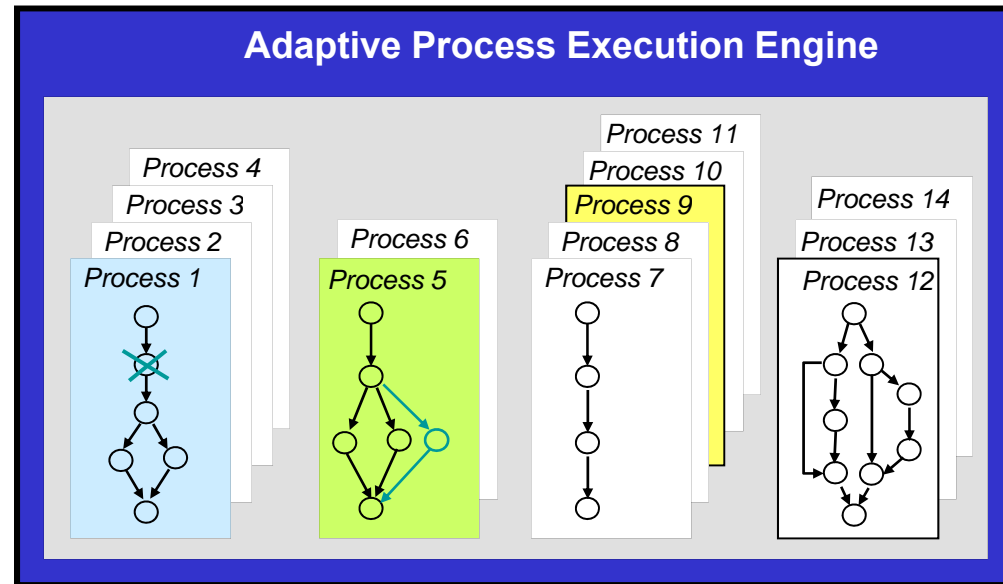 Adaptive Process Execution Engine
Process 4
Process 3
Process 2
Process 1
Process 6
Process 5
Process 11
Process 10
Process 9
Process 8
Process 7
Process 14
Process 13
Process 12